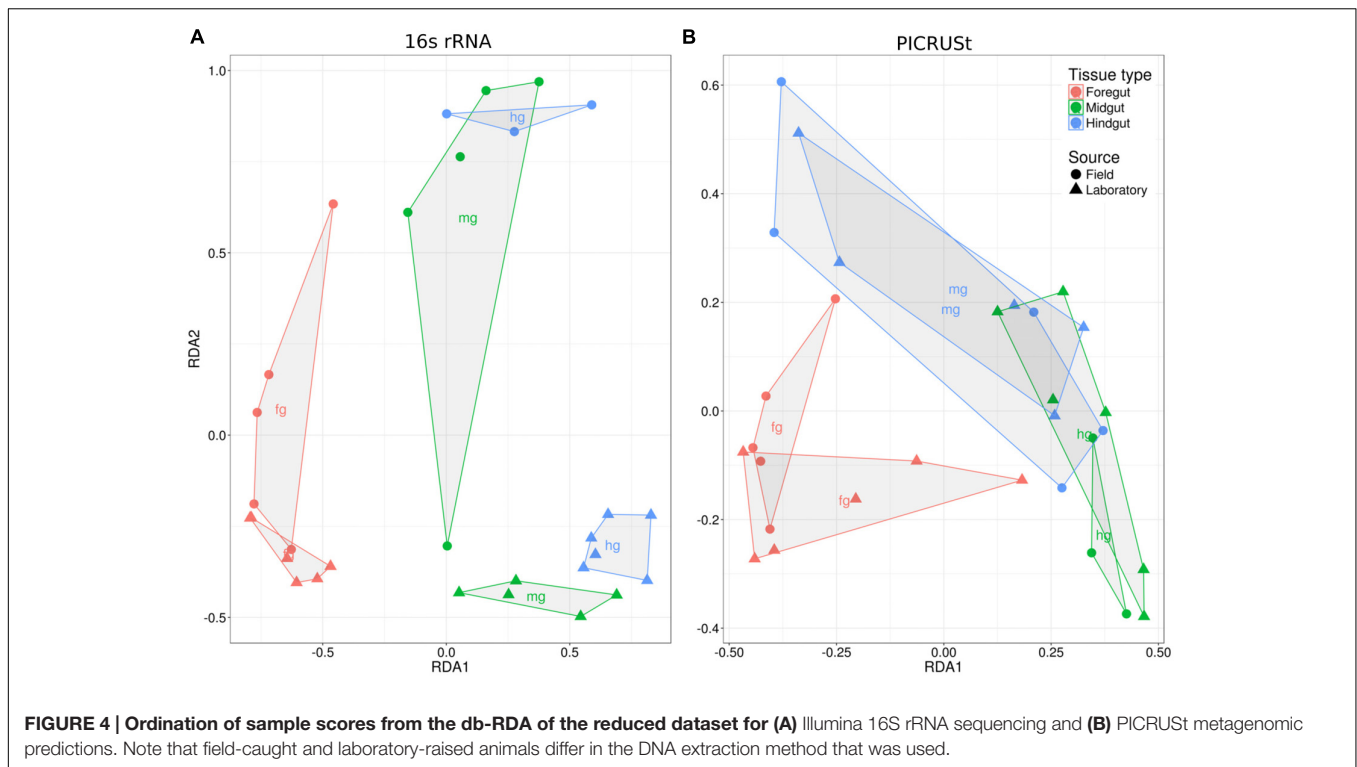 A
16s rRNA
B
PICRUSt
1.0
0.5
0.0
-0.5
RDA2
-0.5
0.0
0.5
RDA1
hg
mg
fg
hg
mg
0.6
0.4
0.2
0.0
-0.2
-0.4
-0.50
-0.25
0.00
0.25
0.50
RDA1
mg
mg
fg
fg
hg
hg
Tissue type
Foregut
Midgut
Hindgut
Source
Field
Laboratory
FIGURE 4 | Ordination of sample scores from the db-RDA of the reduced dataset for (A) Illumina 16S rRNA sequencing and (B) PICRUSt metagenomic
predictions. Note that field-caught and laboratory-raised animals differ in the DNA extraction method that was used.